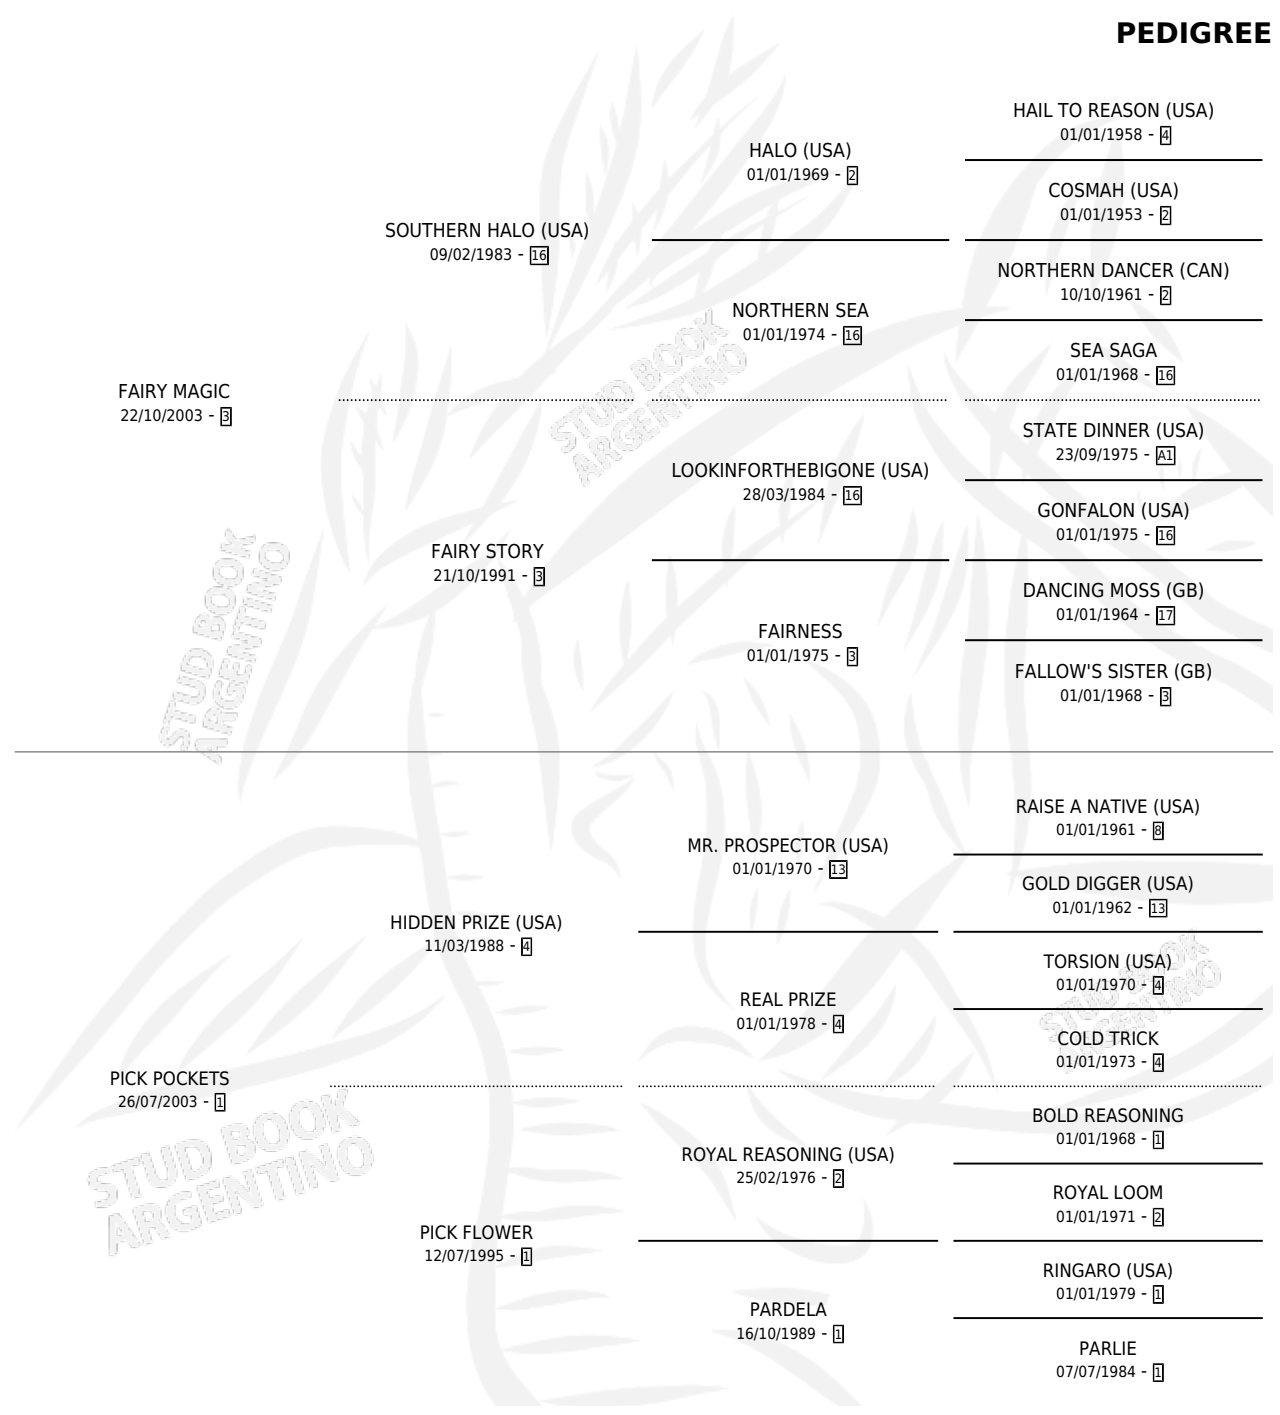 PEDIGREE
HAIL TO REASON (USA)
01/01/1958 - 4
HALO (USA)
01/01/1969 - 2
COSMAH (USA)
01/01/1953 - 2
SOUTHERN HALO (USA)
09/02/1983 - 16
NORTHERN DANCER (CAN)
10/10/1961 - 2
NORTHERN SEA
01/01/1974 - 16
SEA SAGA
01/01/1968 - 16
FAIRY MAGIC
22/10/2003 - 3
STATE DINNER (USA)
23/09/1975 - A1
LOOKINFORTHEBIGONE (USA)
28/03/1984 - 16
GONFALON (USA)
01/01/1975 - 16
FAIRY STORY
21/10/1991 - 3
DANCING MOSS (GB)
01/01/1964 - 17
FAIRNESS
01/01/1975 - 3
FALLOW'S SISTER (GB)
01/01/1968 - 3
STUD BOOK
ARGENTINO
STUD BOOK
ARGENTINO
RAISE A NATIVE (USA)
01/01/1961 - 8
MR. PROSPECTOR (USA)
01/01/1970 - 13
GOLD DIGGER (USA)
01/01/1962 - 13
HIDDEN PRIZE (USA)
11/03/1988 - 4
TORSION (USA)
01/01/1970 - 4
REAL PRIZE
01/01/1978 - 4
COLD TRICK
01/01/1973 - 4
STUD BOOK
ARGENTINO
PICK POCKETS
26/07/2003 - 1
BOLD REASONING
01/01/1968 - 1
ROYAL REASONING (USA)
25/02/1976 - 2
ROYAL LOOM
01/01/1971 - 2
PICK FLOWER
12/07/1995 - 1
RINGARO (USA)
01/01/1979 - 1
PARDELA
16/10/1989 - 1
PARLIE
07/07/1984 - 1
STUD BOOK
ARGENTINO